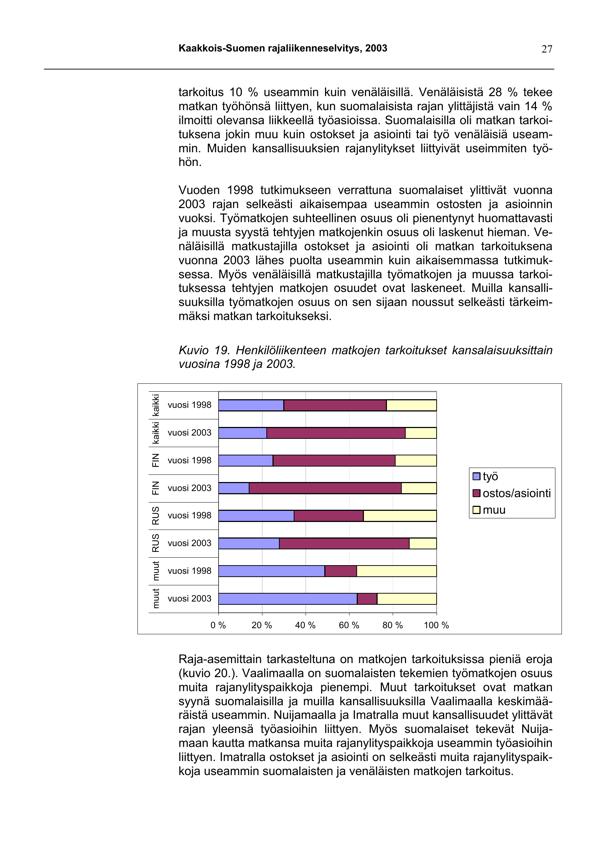 Kaakkois-Suomen rajaliikenneselvitys, 2003 27
tarkoitus 10 % useammin kuin venäläisillä. Venäläisistä 28 % tekee
matkan työhönsä liittyen, kun suomalaisista rajan ylittäjistä vain 14 %
ilmoitti olevansa liikkeellä työasioissa. Suomalaisilla oli matkan tarkoi-
tuksena jokin muu kuin ostokset ja asiointi tai työ venäläisiä useam-
min. Muiden kansallisuuksien rajanylitykset liittyivät useimmiten työ-
hön.
Vuoden 1998 tutkimukseen verrattuna suomalaiset ylittivät vuonna
2003 rajan selkeästi aikaisempaa useammin ostosten ja asioinnin
vuoksi. Työmatkojen suhteellinen osuus oli pienentynyt huomattavasti
ja muusta syystä tehtyjen matkojenkin osuus oli laskenut hieman. Ve-
näläisillä matkustajilla ostokset ja asiointi oli matkan tarkoituksena
vuonna 2003 lähes puolta useammin kuin aikaisemmassa tutkimuk-
sessa. Myös venäläisillä matkustajilla työmatkojen ja muussa tarkoi-
tuksessa tehtyjen matkojen osuudet ovat laskeneet. Muilla kansalli-
suuksilla työmatkojen osuus on sen sijaan noussut selkeästi tärkeim-
mäksi matkan tarkoitukseksi.
Kuvio 19. Henkilöliikenteen matkojen tarkoitukset kansalaisuuksittain
vuosina 1998 ja 2003.
kaikki vuosi 1998
kaikki vuosi 2003
FIN vuosi 1998
FIN vuosi 2003
RUS vuosi 1998
RUS vuosi 2003
muut vuosi 1998
muut vuosi 2003
0 % 20 % 40 % 60 % 80 % 100 %
työ
ostos/asiointi
muu
Raja-asemittain tarkasteltuna on matkojen tarkoituksissa pieniä eroja
(kuvio 20.). Vaalimaalla on suomalaisten tekemien työmatkojen osuus
muita rajanylityspaikkoja pienempi. Muut tarkoitukset ovat matkan
syynä suomalaisilla ja muilla kansallisuuksilla Vaalimaalla keskimää-
räistä useammin. Nuijamaalla ja Imatralla muut kansallisuudet ylittävät
rajan yleensä työasioihin liittyen. Myös suomalaiset tekevät Nuija-
maan kautta matkansa muita rajanylityspaikkoja useammin työasioihin
liittyen. Imatralla ostokset ja asiointi on selkeästi muita rajanylityspaik-
koja useammin suomalaisten ja venäläisten matkojen tarkoitus.